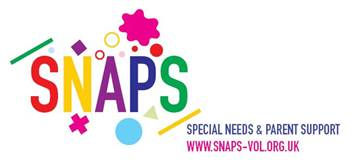 SNAPS
SPECIAL NEEDS & PARENT SUPPORT
WWW.SNAPS-VOL.ORG.UK